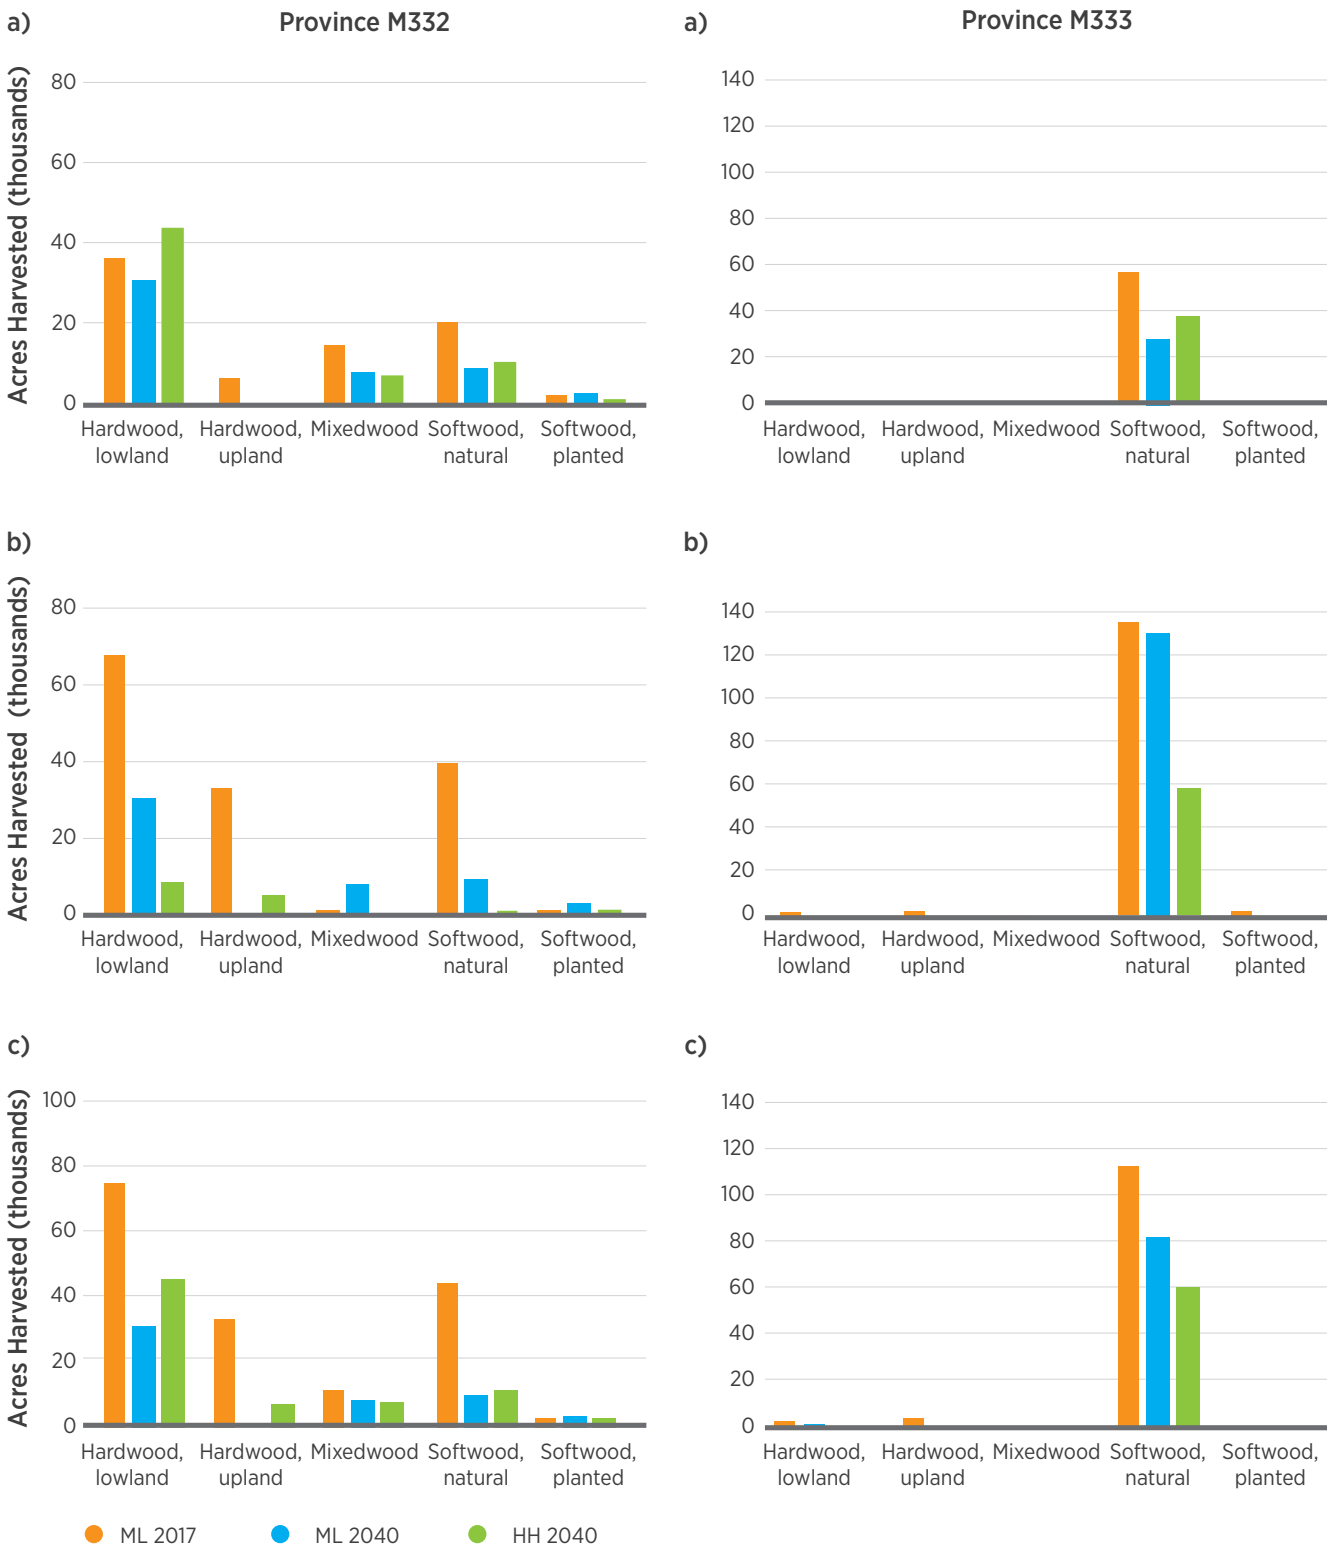 a)
Province M332
Acres Harvested (thousands)
80
60
40
20
0
Hardwood, lowland
Hardwood, upland
Mixedwood
Softwood, natural
Softwood, planted
a)
Province M333
140
120
100
80
60
40
20
0
Hardwood, lowland
Hardwood, upland
Mixedwood
Softwood, natural
Softwood, planted
b)
Acres Harvested (thousands)
80
60
40
20
0
Hardwood, lowland
Hardwood, upland
Mixedwood
Softwood, natural
Softwood, planted
b)
140
120
100
80
60
40
20
0
Hardwood, lowland
Hardwood, upland
Mixedwood
Softwood, natural
Softwood, planted
c)
Acres Harvested (thousands)
100
80
60
40
20
0
Hardwood, lowland
Hardwood, upland
Mixedwood
Softwood, natural
Softwood, planted
c)
140
120
100
80
60
40
20
0
Hardwood, lowland
Hardwood, upland
Mixedwood
Softwood, natural
Softwood, planted
ML 2017
ML 2040
HH 2040